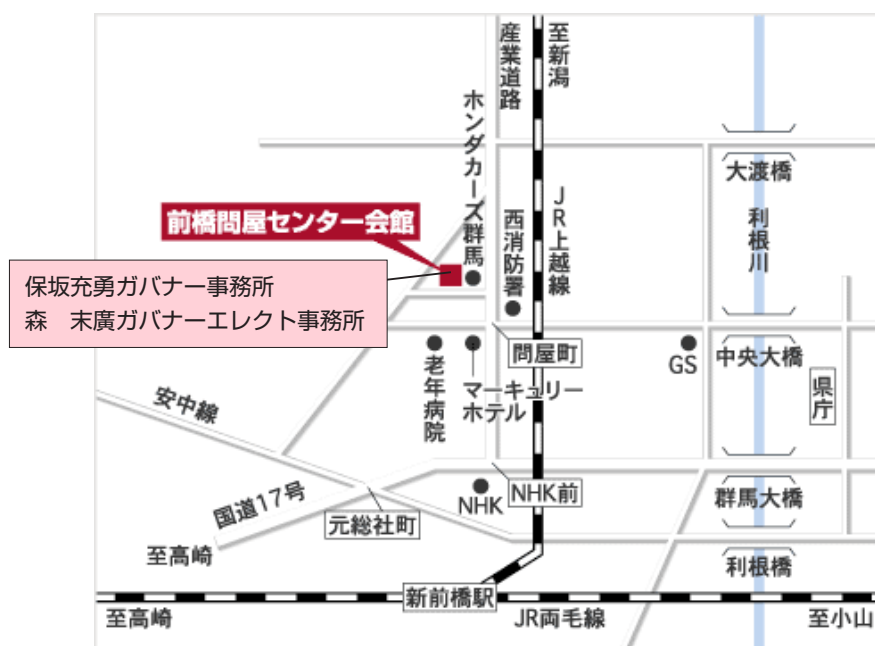 産業道路
至新潟
ホンダカーズ群馬
大渡橋
前橋問屋センター会館
西消防署
JR上越線
利根川
保坂充勇ガバナー事務所
森　末廣ガバナーエレクト事務所
問屋町
GS
中央大橋
老年病院
マーキュリー
ホテル
県庁
安中線
国道17号
NHK
NHK前
群馬大橋
元総社町
至高崎
利根橋
新前橋駅
至高崎
JR両毛線
至小山